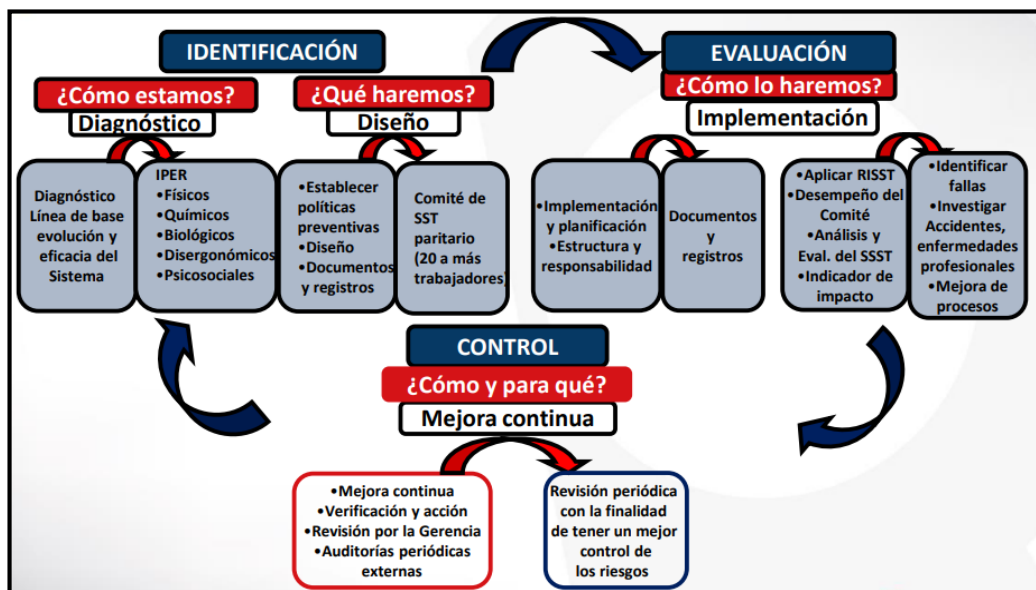 IDENTIFICACIÓN
¿Cómo estamos?
Diagnóstico
Diagnóstico
Línea de base
evolución y
eficacia del
Sistema
IPER
•Físicos
•Químicos
•Biológicos
•Disergonómicos
•Psicosociales
¿Qué haremos?
Diseño
•Establecer
políticas
preventivas
•Diseño
•Documentos
y registros
Comité de
SST
paritario
(20 a más
trabajadores)
EVALUACIÓN
¿Cómo lo haremos?
Implementación
•Implementación
y planificación
•Estructura y
responsabilidad
Documentos
y
registros
•Aplicar RISST
•Desempeño del
Comité
•Análisis y
Eval. del SSST
•Indicador de
impacto
•Identificar
fallas
•Investigar
Accidentes,
enfermedades
profesionales
•Mejora de
procesos
CONTROL
¿Cómo y para qué?
Mejora continua
•Mejora continua
•Verificación y acción
•Revisión por la Gerencia
•Auditorías periódicas
externas
Revisión periódica
con la finalidad
de tener un mejor
control de
los riesgos